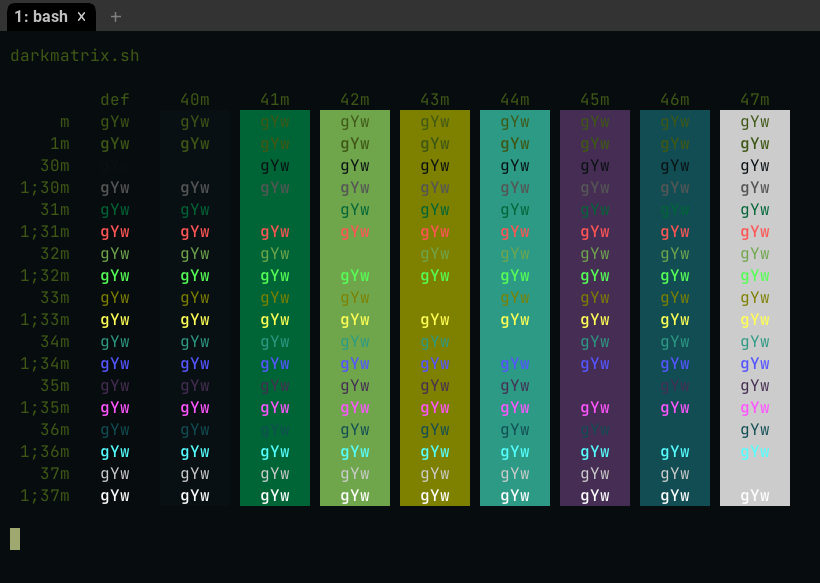 1: bash × +
darkmatrix.sh
def 40m 41m 42m 43m 44m 45m 46m 47m
m gYw gYw gYw gYw gYw gYw gYw gYw gYw
1m gYw gYw gYw gYw gYw gYw gYw gYw gYw
30m gYw gYw gYw gYw gYw gYw gYw
1;30m gYw gYw gYw gYw gYw gYw gYw gYw gYw
31m gYw gYw gYw gYw gYw gYw gYw gYw
1;31m gYw gYw gYw gYw gYw gYw gYw gYw gYw
32m gYw gYw gYw gYw gYw gYw gYw gYw
1;32m gYw gYw gYw gYw gYw gYw gYw gYw gYw
33m gYw gYw gYw gYw gYw gYw gYw gYw
1;33m gYw gYw gYw gYw gYw gYw gYw gYw gYw
34m gYw gYw gYw gYw gYw gYw gYw gYw
1;34m gYw gYw gYw gYw gYw gYw gYw gYw gYw
35m gYw gYw gYw gYw gYw gYw gYw gYw
1;35m gYw gYw gYw gYw gYw gYw gYw gYw gYw
36m gYw gYw gYw gYw gYw gYw gYw gYw
1;36m gYw gYw gYw gYw gYw gYw gYw gYw gYw
37m gYw gYw gYw gYw gYw gYw gYw gYw
1;37m gYw gYw gYw gYw gYw gYw gYw gYw gYw